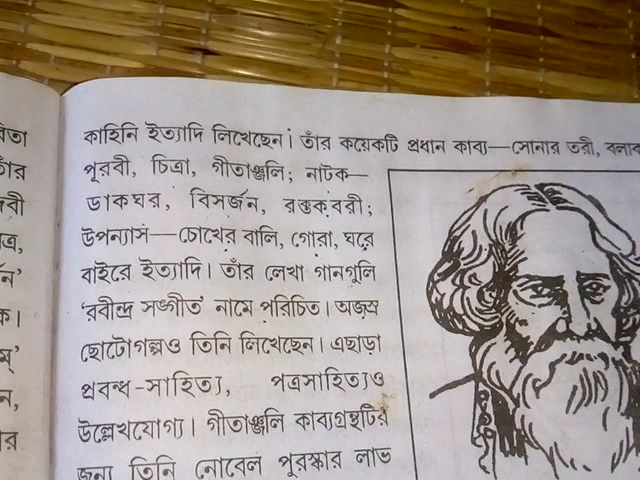 কাহিনি ইত্যাদি লিখেছেন। তাঁর কয়েকটি প্রধান কাব্য—সোনার তরী,
পূরবী, চিত্রা, গীতাঞ্জলি; নাটক—
ডাকঘর, বিসর্জন, রক্তকরবী;
উপন্যাস—চোখের বালি, গোরা, ঘরে
বাইরে ইত্যাদি। তাঁর লেখা গানগুলি
‘রবীন্দ্র সঙ্গীত’ নামে পরিচিত। অজস্র
ছোটোগল্পও তিনি লিখেছেন। এছাড়া
প্রবন্ধ-সাহিত্য, পত্রসাহিত্যও
উল্লেখযোগ্য। গীতাঞ্জলি কাব্যগ্রন্থটির
জন্য তিনি নোবেল পুরস্কার লাভ